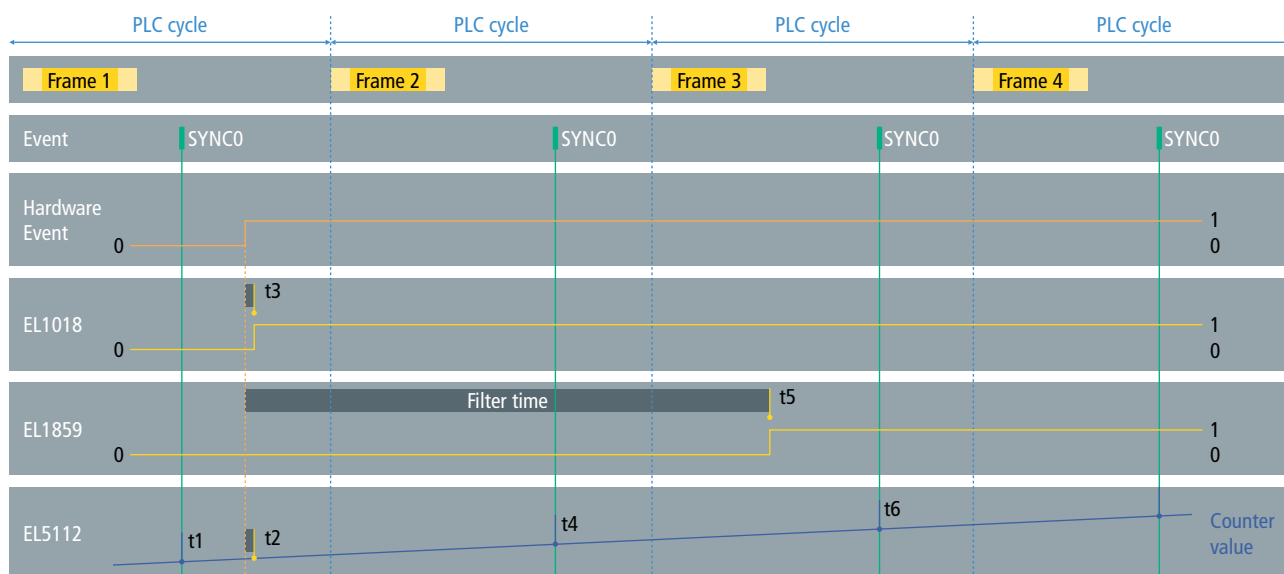 PLC cycle PLC cycle PLC cycle PLC cycle
Frame 1 Frame 2 Frame 3 Frame 4
Event SYNC0 SYNC0 SYNC0 SYNC0
Hardware
Event
0
1
0
t3
EL1018
0
1
0
Filter time t5
EL1859
0
1
0
EL5112 t1 t2 t4 t6
Counter
value